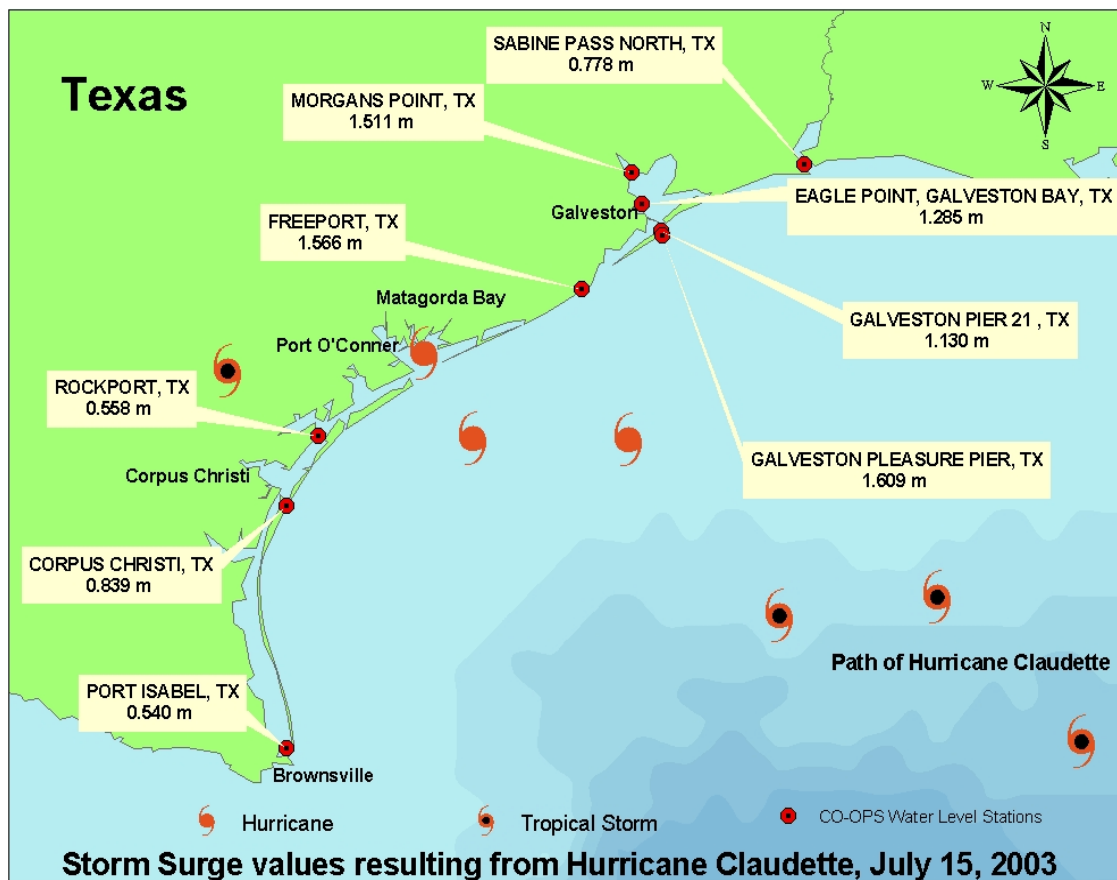 SABINE PASS NORTH, TX
0.778 m
N
W
E
S
Texas
MORGANS POINT, TX
1.511 m
EAGLE POINT, GALVESTON BAY, TX
1.285 m
FREEPORT, TX
1.566 m
Galveston
Matagorda Bay
GALVESTON PIER 21 , TX
1.130 m
Port O'Conner
ROCKPORT, TX
0.558 m
GALVESTON PLEASURE PIER, TX
1.609 m
Corpus Christi
CORPUS CHRISTI, TX
0.839 m
Path of Hurricane Claudette
PORT ISABEL, TX
0.540 m
Brownsville
Hurricane
Tropical Storm
CO-OPS Water Level Stations
Storm Surge values resulting from Hurricane Claudette, July 15, 2003